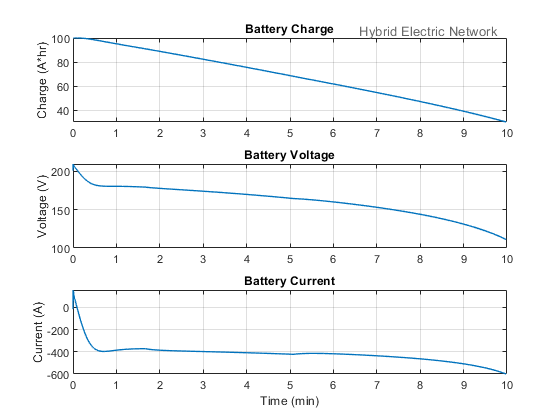 Battery Charge
Hybrid Electric Network
Charge (A*hr)
100
80
60
40
0 1 2 3 4 5 6 7 8 9 10
Battery Voltage
Voltage (V)
200
150
100
0 1 2 3 4 5 6 7 8 9 10
Battery Current
Current (A)
0
-200
-400
-600
0 1 2 3 4 5 6 7 8 9 10
Time (min)